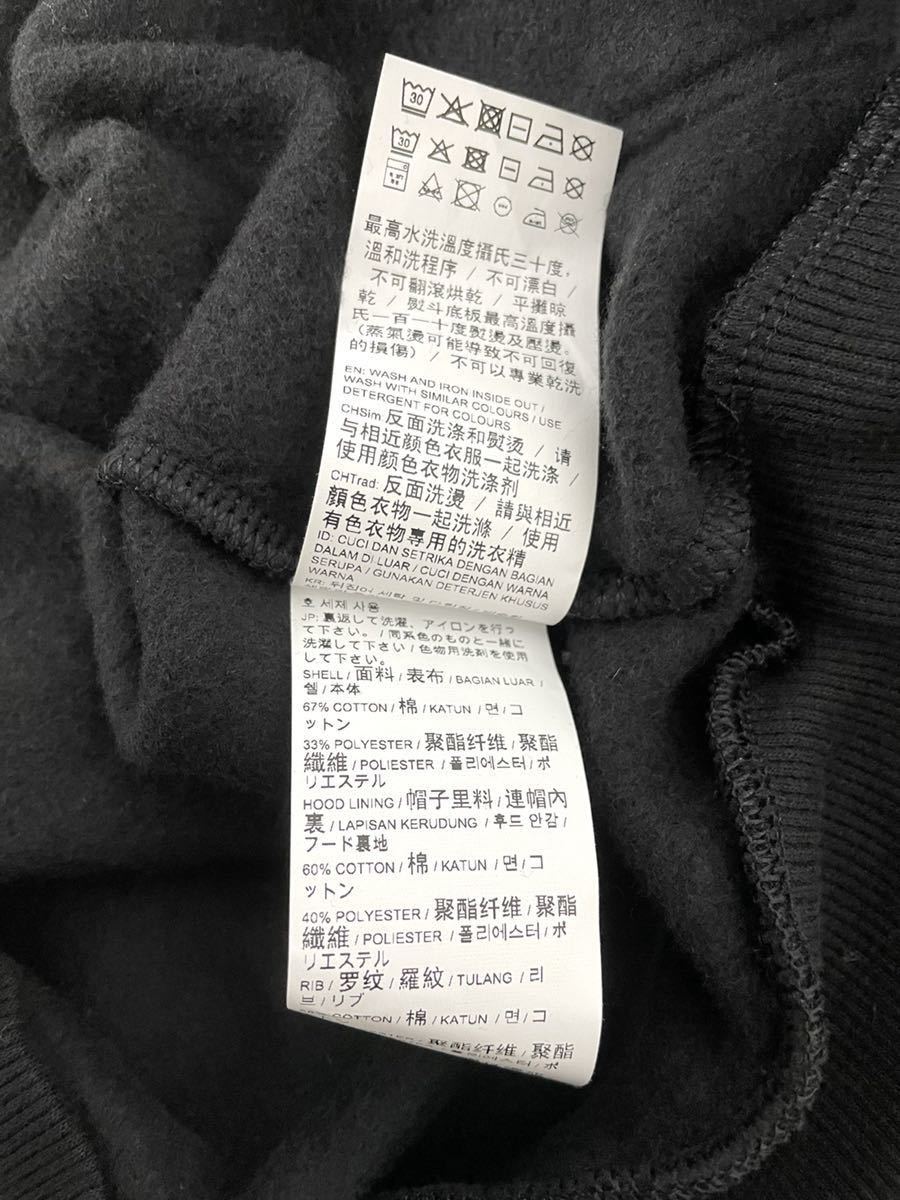 30
30
最高水洗溫度攝氏三十度,
溫和洗程序 / 不可漂白 /
不可翻滾烘乾 / 平攤晾
乾 / 熨斗底板最高溫度攝
氏一百一十度熨燙及壓燙。
(蒸氣燙可能導致不可回復
的損傷) / 不可以專業乾洗
EN: WASH AND IRON INSIDE OUT /
WASH WITH SIMILAR COLOURS / USE
DETERGENT FOR COLOURS
CHSim 反面洗涤和熨烫 / 请
与相近颜色衣服一起洗涤 /
使用颜色衣物洗涤剂
CHTrad: 反面洗燙 / 請與相近
顏色衣物一起洗滌 / 使用
有色衣物專用的洗衣精
ID: CUCI DAN SETRIKA DENGAN BAGIAN
DALAM DI LUAR / CUCI DENGAN WARNA
SERUPA / GUNAKAN DETERJEN KHUSUS
WARNA
KR: 뒤집어 세탁 및
호 세제 사용
JP: 裏返して洗濯、アイロンを行っ
て下さい。 / 同系色のものと一緒に
洗濯して下さい / 色物用洗剤を使用
して下さい。
SHELL / 面料 / 表布 / BAGIAN LUAR /
쉘 / 本体
67% COTTON / 棉 / KATUN / 면 / コ
ットン
33% POLYESTER / 聚酯纤维 / 聚酯
纖維 / POLIESTER / 폴리에스터 / ポ
リエステル
HOOD LINING / 帽子里料 / 連帽內
裏 / LAPISAN KERUDUNG / 후드 안감 /
フード裏地
60% COTTON / 棉 / KATUN / 면 / コ
ットン
40% POLYESTER / 聚酯纤维 / 聚酯
纖維 / POLIESTER / 폴리에스터 / ポ
リエステル
RIB / 罗纹 / 羅紋 / TULANG / 리
브 / リブ
COTTON / 棉 / KATUN / 면 / コ
聚酯纤维 / 聚酯